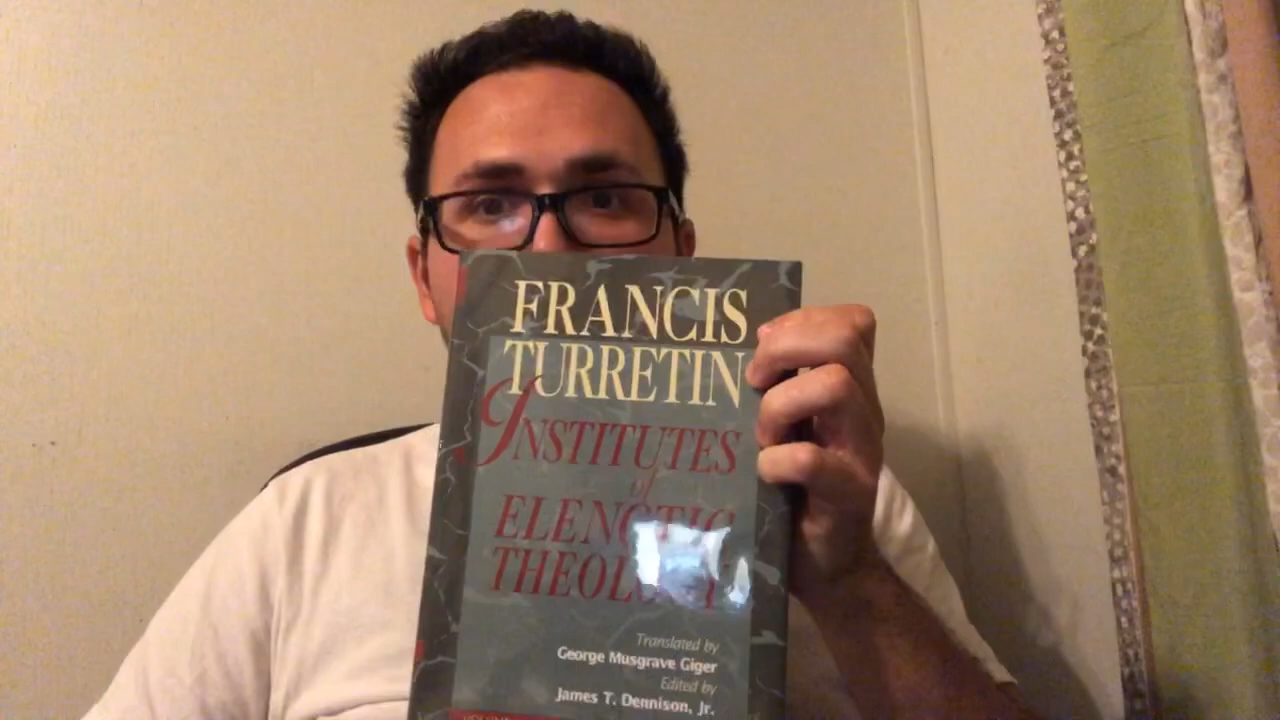 FRANCIS
TURRETIN
INSTITUTES
of
ELENCTIC
THEOLOGY
Translated by
George Musgrave Giger
Edited by
James T. Dennison, Jr.